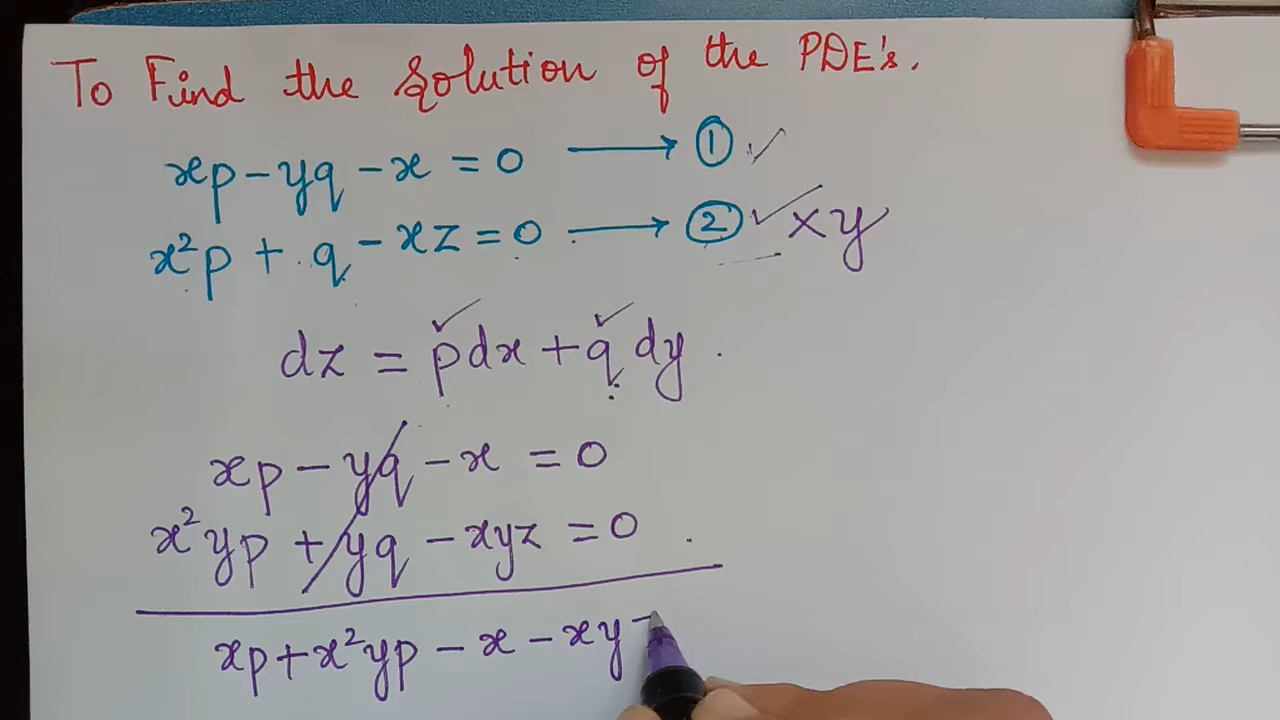 To Find the Solution of the PDE's.
xp - yq - x = 0 ⟶ ① ✓
x²p + q - xz = 0 ⟶ ② ✓ × y
dz = pdx + q dy .
xp - yq - x = 0
x²yp + yq - xyz = 0 .
xp + x²yp - x - xy